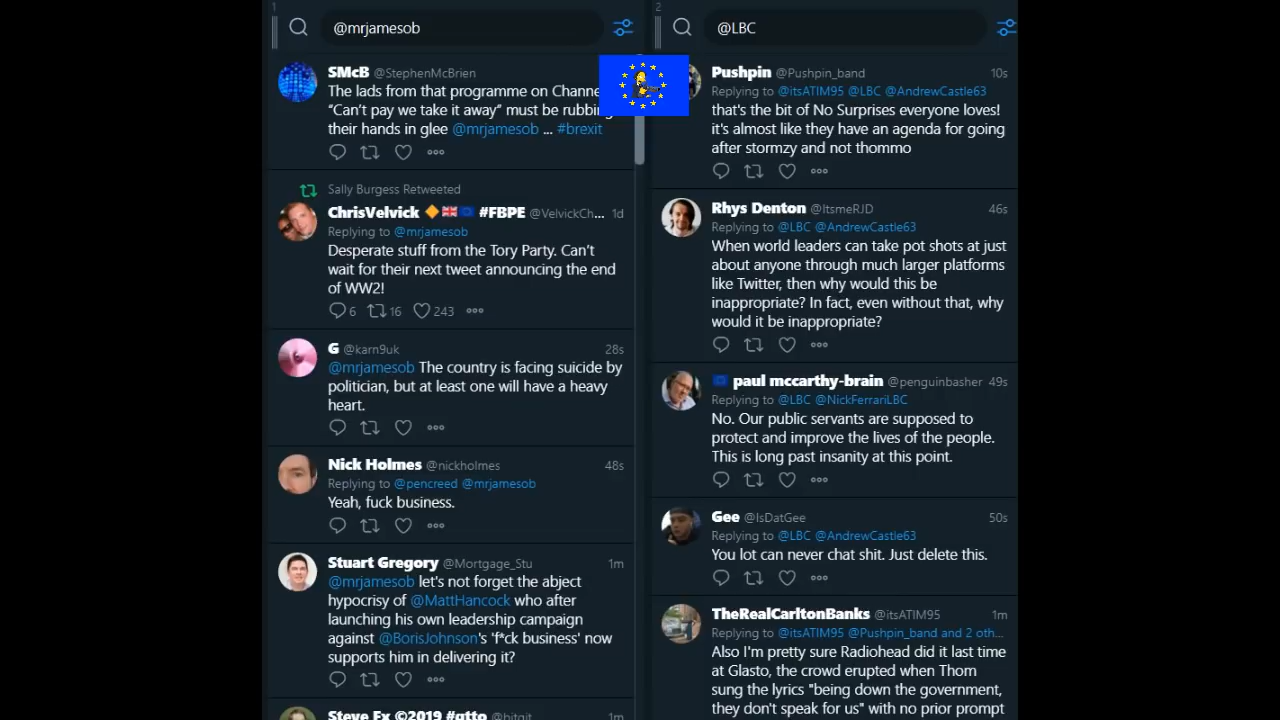 1
@mrjamesob
SMcB @StephenMcBrien
The lads from that programme on Channe
“Can’t pay we take it away” must be rubbing
their hands in glee @mrjamesob ... #brexit
Sally Burgess Retweeted
ChrisVelvick 🔶🇬🇧🇪🇺 #FBPE @VelvickCh... 1d
Replying to @mrjamesob
Desperate stuff from the Tory Party. Can’t
wait for their next tweet announcing the end
of WW2!
6 16 243
G @karn9uk 28s
@mrjamesob The country is facing suicide by
politician, but at least one will have a heavy
heart.
Nick Holmes @nickholmes 48s
Replying to @pencreed @mrjamesob
Yeah, fuck business.
Stuart Gregory @Mortgage_Stu 1m
@mrjamesob let's not forget the abject
hypocrisy of @MattHancock who after
launching his own leadership campaign
against @BorisJohnson's 'f*ck business' now
supports him in delivering it?
Steve Ex ©2019 #gtto @bitgit 1m
2
@LBC
Pushpin @Pushpin_band 10s
Replying to @itsATIM95 @LBC @AndrewCastle63
that's the bit of No Surprises everyone loves!
it's almost like they have an agenda for going
after stormzy and not thommo
Rhys Denton @ItsmeRJD 46s
Replying to @LBC @AndrewCastle63
When world leaders can take pot shots at just
about anyone through much larger platforms
like Twitter, then why would this be
inappropriate? In fact, even without that, why
would it be inappropriate?
🇪🇺 paul mccarthy-brain @penguinbasher 49s
Replying to @LBC @NickFerrariLBC
No. Our public servants are supposed to
protect and improve the lives of the people.
This is long past insanity at this point.
Gee @IsDatGee 50s
Replying to @LBC @AndrewCastle63
You lot can never chat shit. Just delete this.
TheRealCarltonBanks @itsATIM95 1m
Replying to @itsATIM95 @Pushpin_band and 2 oth...
Also I'm pretty sure Radiohead did it last time
at Glasto, the crowd erupted when Thom
sung the lyrics "being down the government,
they don't speak for us" with no prior prompt